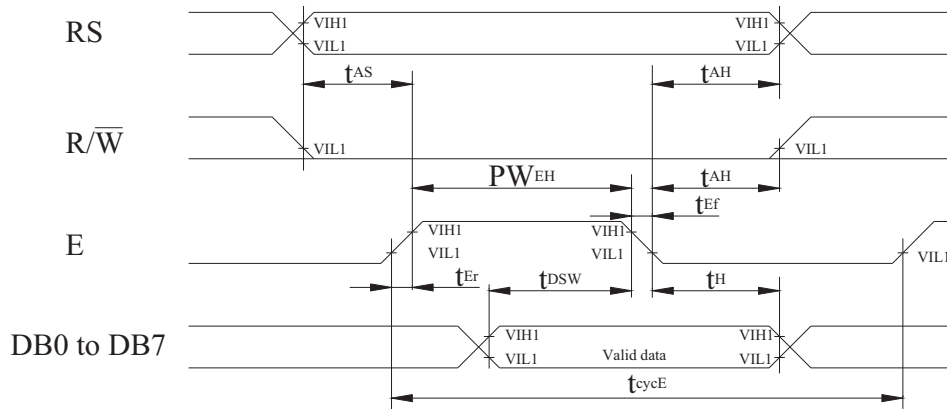 RS VIH1 VIH1
VIL1 VIL1
tAS tAH
R/W̅ VIL1 VIL1
PWEH tAH
tEf
E VIH1 VIH1
VIL1 VIL1 VIL1
tEr tDSW tH
DB0 to DB7 VIH1 VIH1
VIL1 Valid data VIL1
tcycE